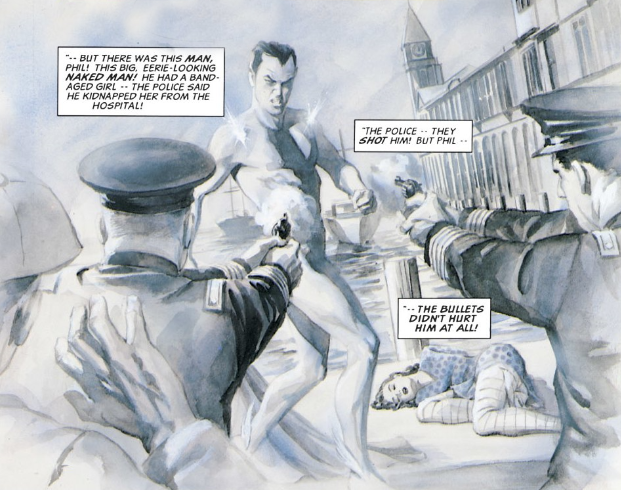 "-- BUT THERE WAS THIS MAN,
PHIL! THIS BIG, EERIE-LOOKING
NAKED MAN! HE HAD A BAND-
AGED GIRL -- THE POLICE SAID
HE KIDNAPPED HER FROM THE
HOSPITAL!
"THE POLICE -- THEY
SHOT HIM! BUT PHIL --
"-- THE BULLETS
DIDN'T HURT
HIM AT ALL!